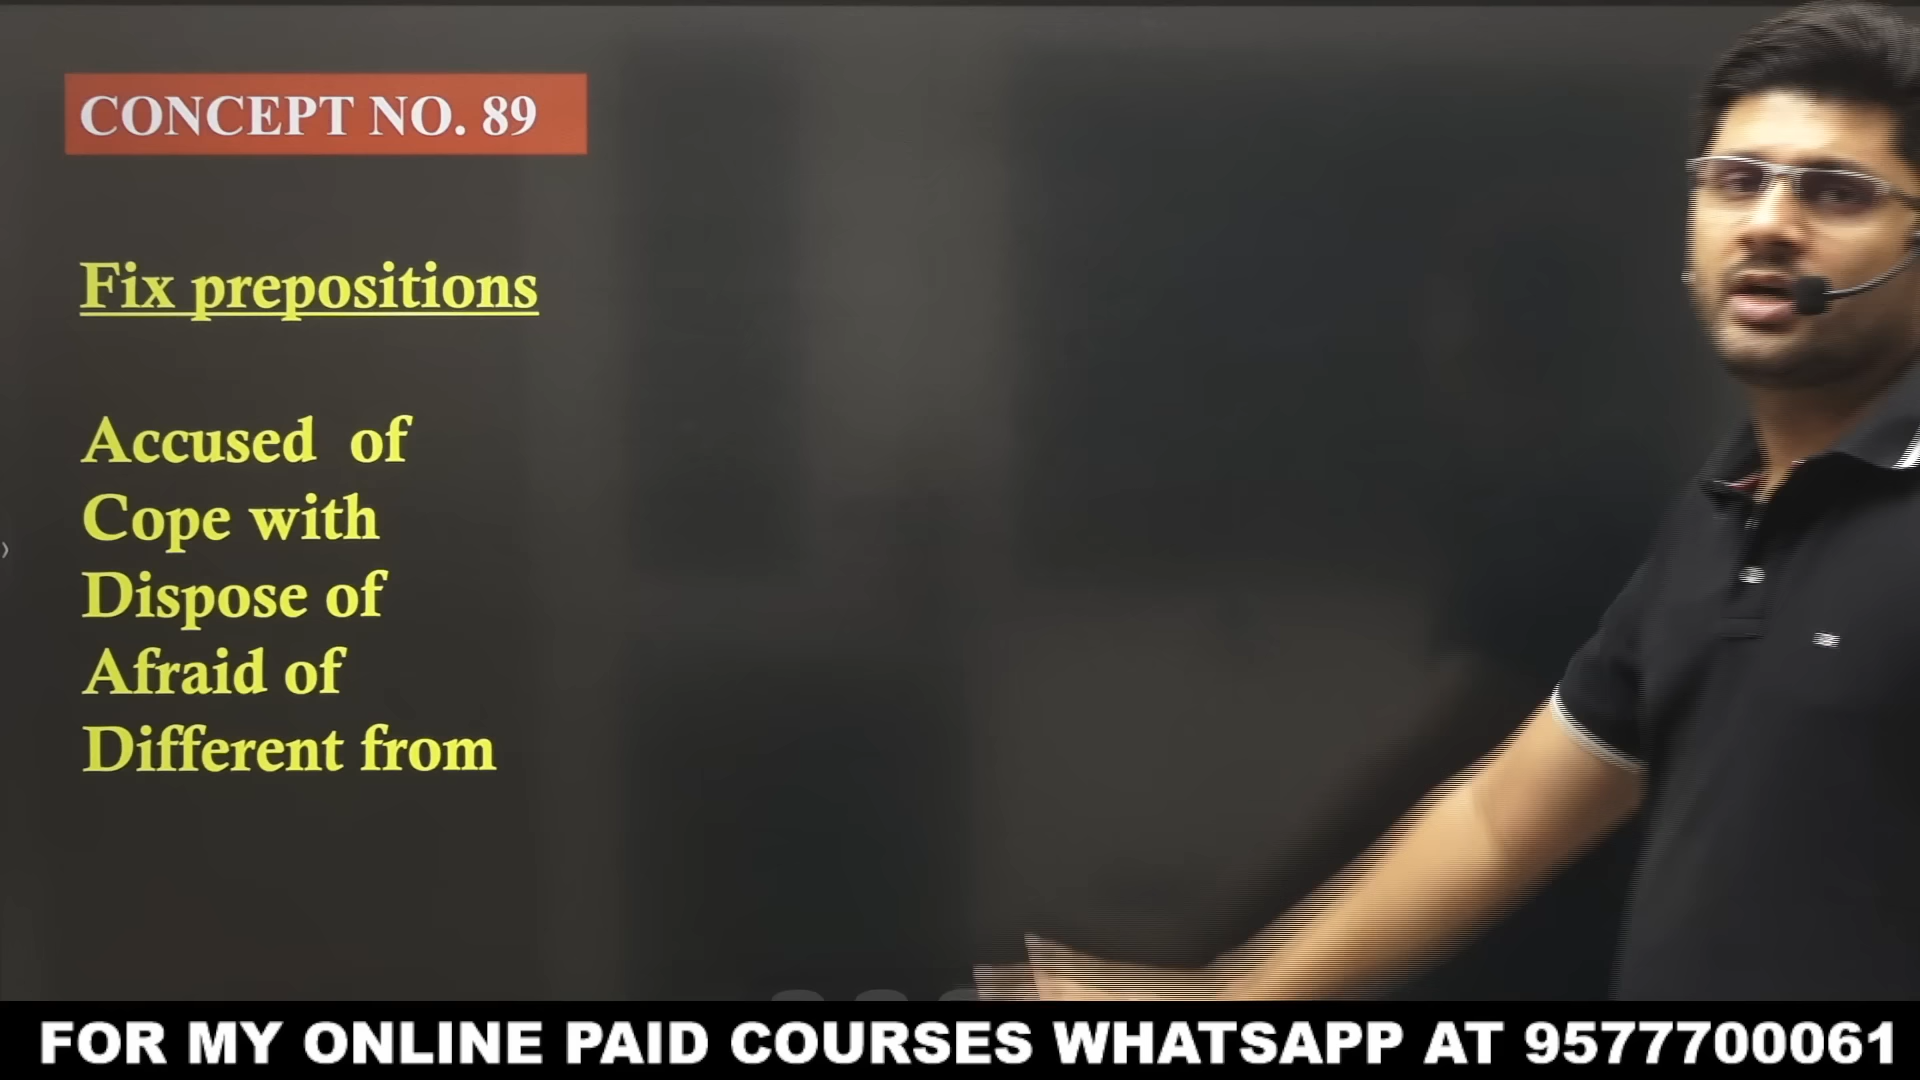 CONCEPT NO. 89
Fix prepositions
Accused of
Cope with
Dispose of
Afraid of
Different from
FOR MY ONLINE PAID COURSES WHATSAPP AT 9577700061